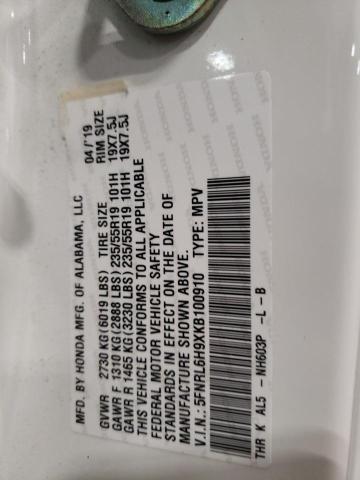 MFD. BY HONDA MFG. OF ALABAMA, LLC 04/'19
GVWR 2730 KG (6019 LBS) TIRE SIZE RIM SIZE
GAWR F 1310 KG (2888 LBS) 235/55R19 101H 19X7.5J
GAWR R 1465 KG (3230 LBS) 235/55R19 101H 19X7.5J
THIS VEHICLE CONFORMS TO ALL APPLICABLE
FEDERAL MOTOR VEHICLE SAFETY
STANDARDS IN EFFECT ON THE DATE OF
MANUFACTURE SHOWN ABOVE.
V.I.N.: 5FNRL6H9XKB100910 TYPE: MPV
THR K AL5 - NH603P -L -B
HONDA HONDA HONDA